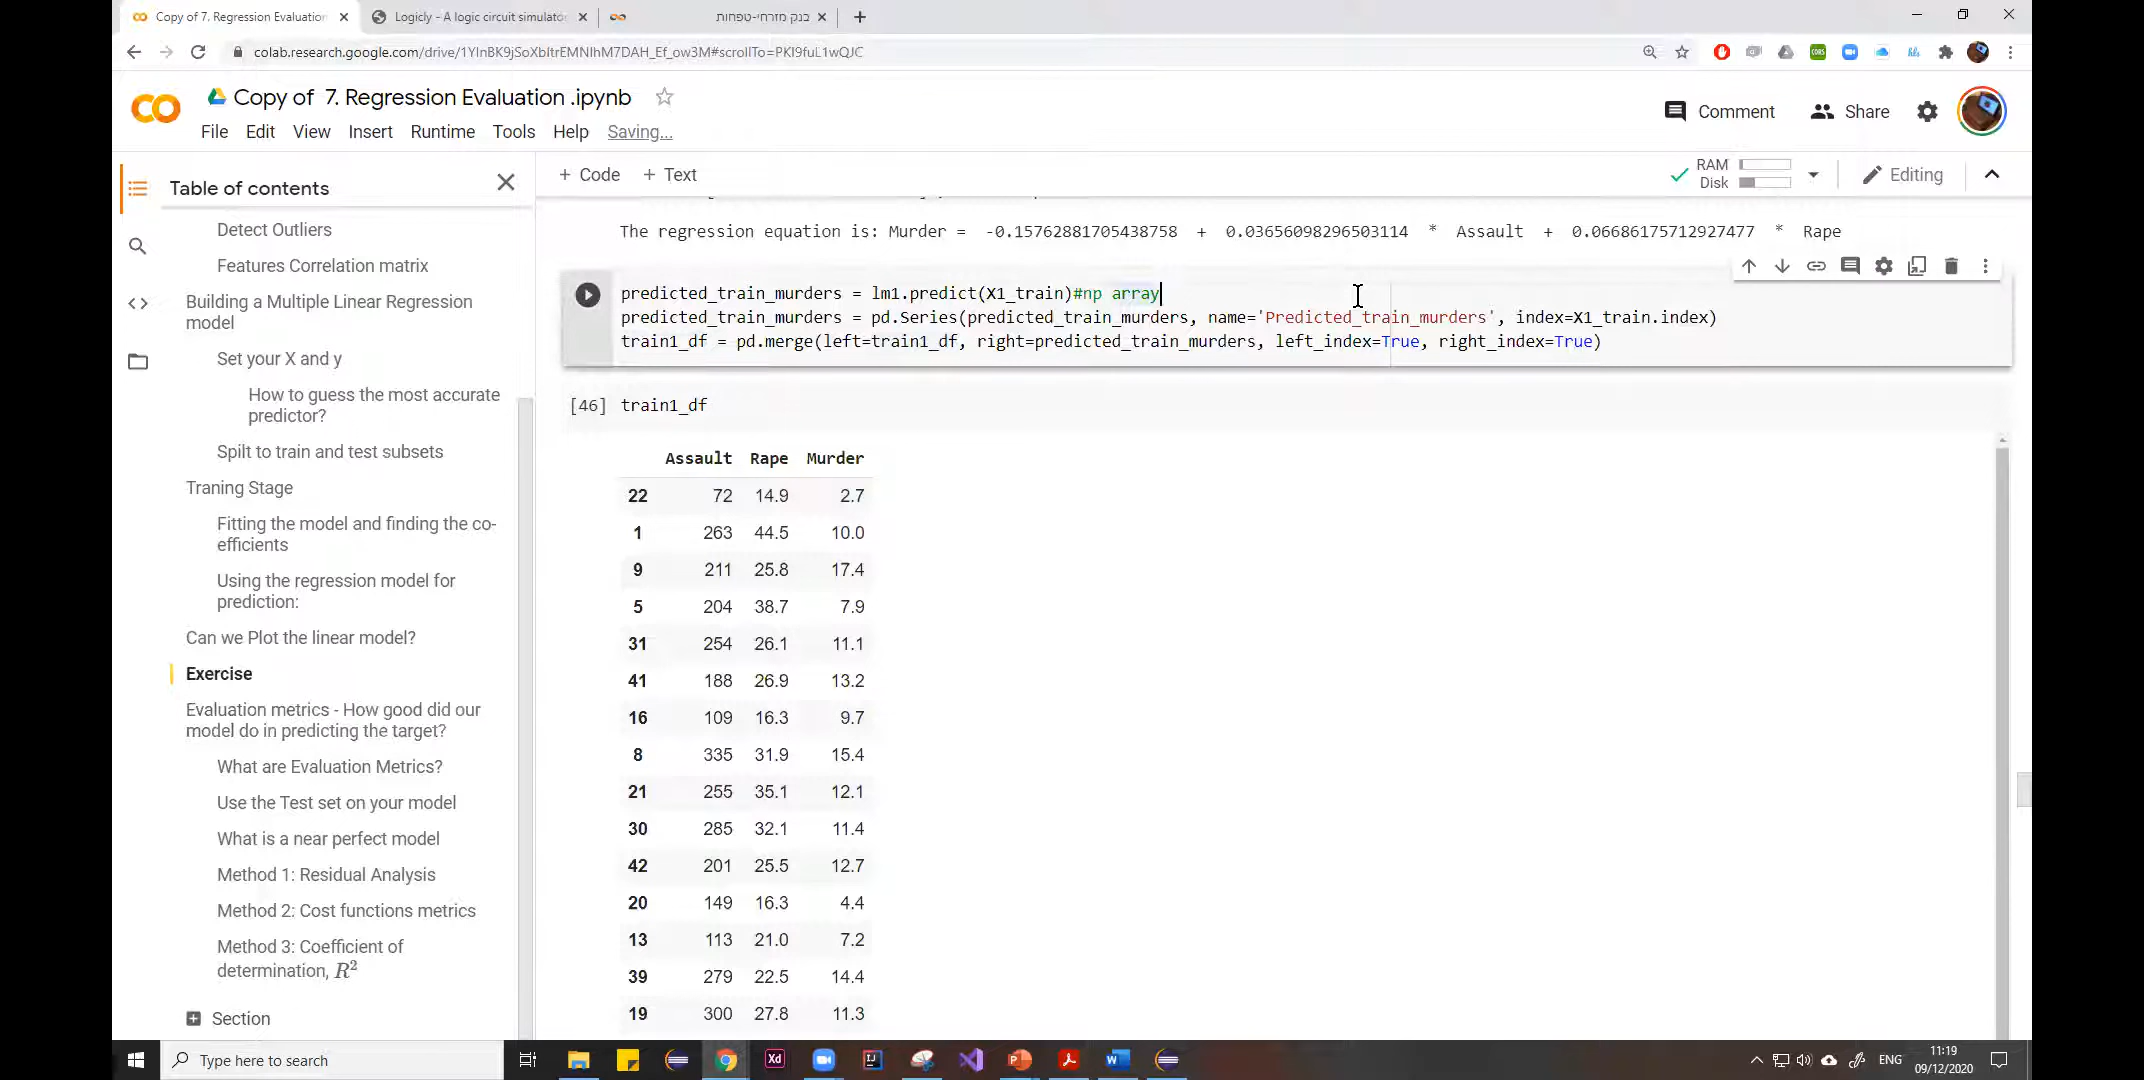 Copy of 7. Regression Evaluation
Logicly - A logic circuit simulato
בנק מזרחי-טפחות
colab.research.google.com/drive/1YlnBK9jSoXbltrEMNlhM7DAH_Ef_ow3M#scrollTo=PKI9fuL1wQJC
Copy of 7. Regression Evaluation .ipynb
Comment
Share
File Edit View Insert Runtime Tools Help Saving...
Table of contents
+ Code + Text
RAM
Disk
Editing
Detect Outliers
Features Correlation matrix
Building a Multiple Linear Regression
model
Set your X and y
How to guess the most accurate
predictor?
Spilt to train and test subsets
Traning Stage
Fitting the model and finding the co-
efficients
Using the regression model for
prediction:
Can we Plot the linear model?
Exercise
Evaluation metrics - How good did our
model do in predicting the target?
What are Evaluation Metrics?
Use the Test set on your model
What is a near perfect model
Method 1: Residual Analysis
Method 2: Cost functions metrics
Method 3: Coefficient of
determination, R²
Section
The regression equation is: Murder = -0.15762881705438758 + 0.03656098296503114 * Assault + 0.06686175712927477 * Rape
predicted_train_murders = lm1.predict(X1_train)#np array
predicted_train_murders = pd.Series(predicted_train_murders, name='Predicted_train_murders', index=X1_train.index)
train1_df = pd.merge(left=train1_df, right=predicted_train_murders, left_index=True, right_index=True)
[46] train1_df
Assault Rape Murder
22 72 14.9 2.7
1 263 44.5 10.0
9 211 25.8 17.4
5 204 38.7 7.9
31 254 26.1 11.1
41 188 26.9 13.2
16 109 16.3 9.7
8 335 31.9 15.4
21 255 35.1 12.1
30 285 32.1 11.4
42 201 25.5 12.7
20 149 16.3 4.4
13 113 21.0 7.2
39 279 22.5 14.4
19 300 27.8 11.3
Type here to search
Xd
ENG
11:19
09/12/2020